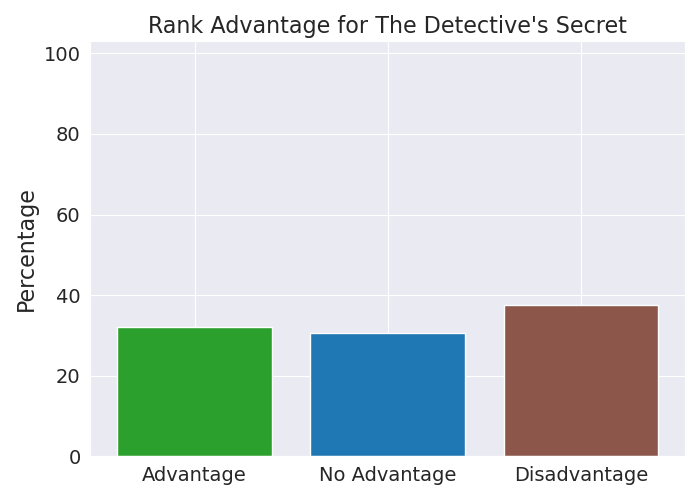 Rank Advantage for The Detective's Secret
100
80
60
40
20
0
Percentage
Advantage
No Advantage
Disadvantage